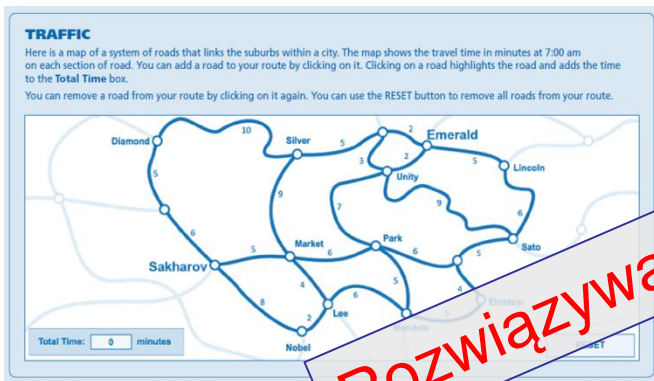 TRAFFIC
Here is a map of a system of roads that links the suburbs within a city. The map shows the travel time in minutes at 7:00 am
on each section of road. You can add a road to your route by clicking on it. Clicking on a road highlights the road and adds the time
to the Total Time box.
You can remove a road from your route by clicking on it again. You can use the RESET button to remove all roads from your route.
10
2
Emerald
Diamond
Silver
5
3
2
5
Lincoln
5
Unity
9
7
9
6
6
Park
Sato
5
Market
6
6
5
Sakharov
4
5
4
8
6
Einstein
2
Lee
5
Mandela
Total Time: 0 minutes
Nobel
Rozwiązywa